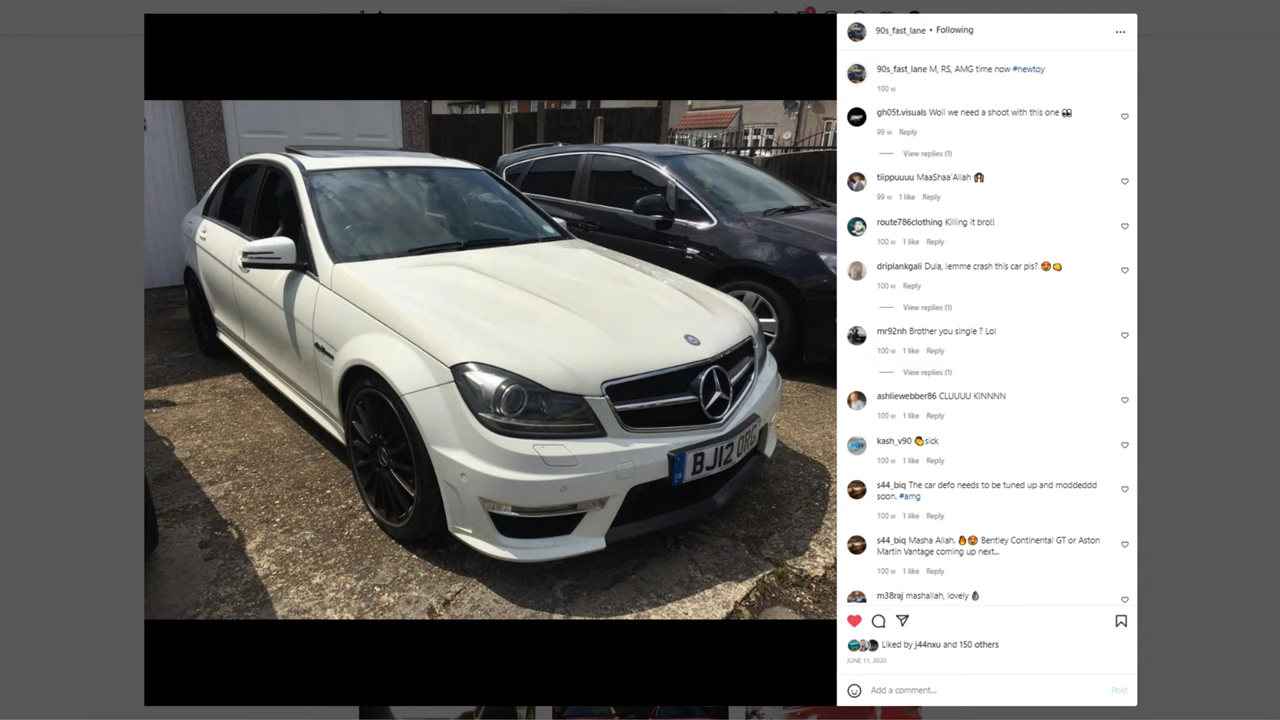 90s_fast_lane • Following
90s_fast_lane M, RS, AMG time now #newtoy
100 w
gh05t.visuals Woii we need a shoot with this one 👀
99 w Reply
View replies (1)
tiippuuuu MaaShaa'Allah
99 w 1 like Reply
route786clothing Killing it bro!!
100 w 1 like Reply
driplankgali Dula, lemme crash this car pls? 😍
100 w Reply
View replies (1)
mr92nh Brother you single ? Lol
100 w 1 like Reply
View replies (1)
ashliewebber86 CLUUUU KINNNN
100 w 1 like Reply
kash_v90 👏sick
100 w 1 like Reply
s44_biq The car defo needs to be tuned up and moddeddd
soon. #amg
100 w 1 like Reply
s44_biq Masha Allah. 🔥😍 Bentley Continental GT or Aston
Martin Vantage coming up next...
100 w 1 like Reply
m38raj mashallah, lovely 👌🏾
Liked by j44nxu and 150 others
JUNE 11, 2020
Add a comment...
Post
BJ12 ORG
GB